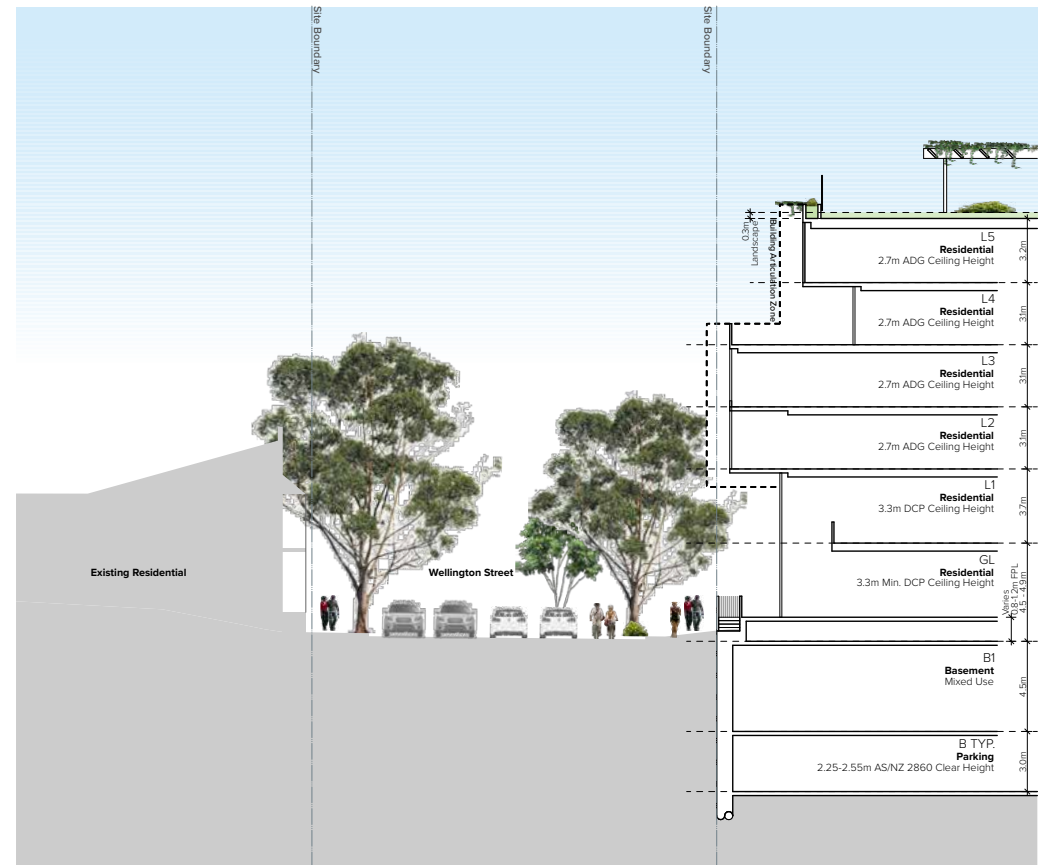 Site Boundary
Site Boundary
0.3m
Landscape
Building Articulation Zone
L5
Residential
2.7m ADG Ceiling Height
3.2m
L4
Residential
2.7m ADG Ceiling Height
3.1m
L3
Residential
2.7m ADG Ceiling Height
3.1m
L2
Residential
2.7m ADG Ceiling Height
3.1m
L1
Residential
3.3m DCP Ceiling Height
3.7m
Existing Residential
Wellington Street
GL
Residential
3.3m Min. DCP Ceiling Height
Varies
0.8-1.2m FPL
4.5 - 4.9m
B1
Basement
Mixed Use
4.5m
B TYP.
Parking
2.25-2.55m AS/NZ 2860 Clear Height
3.0m